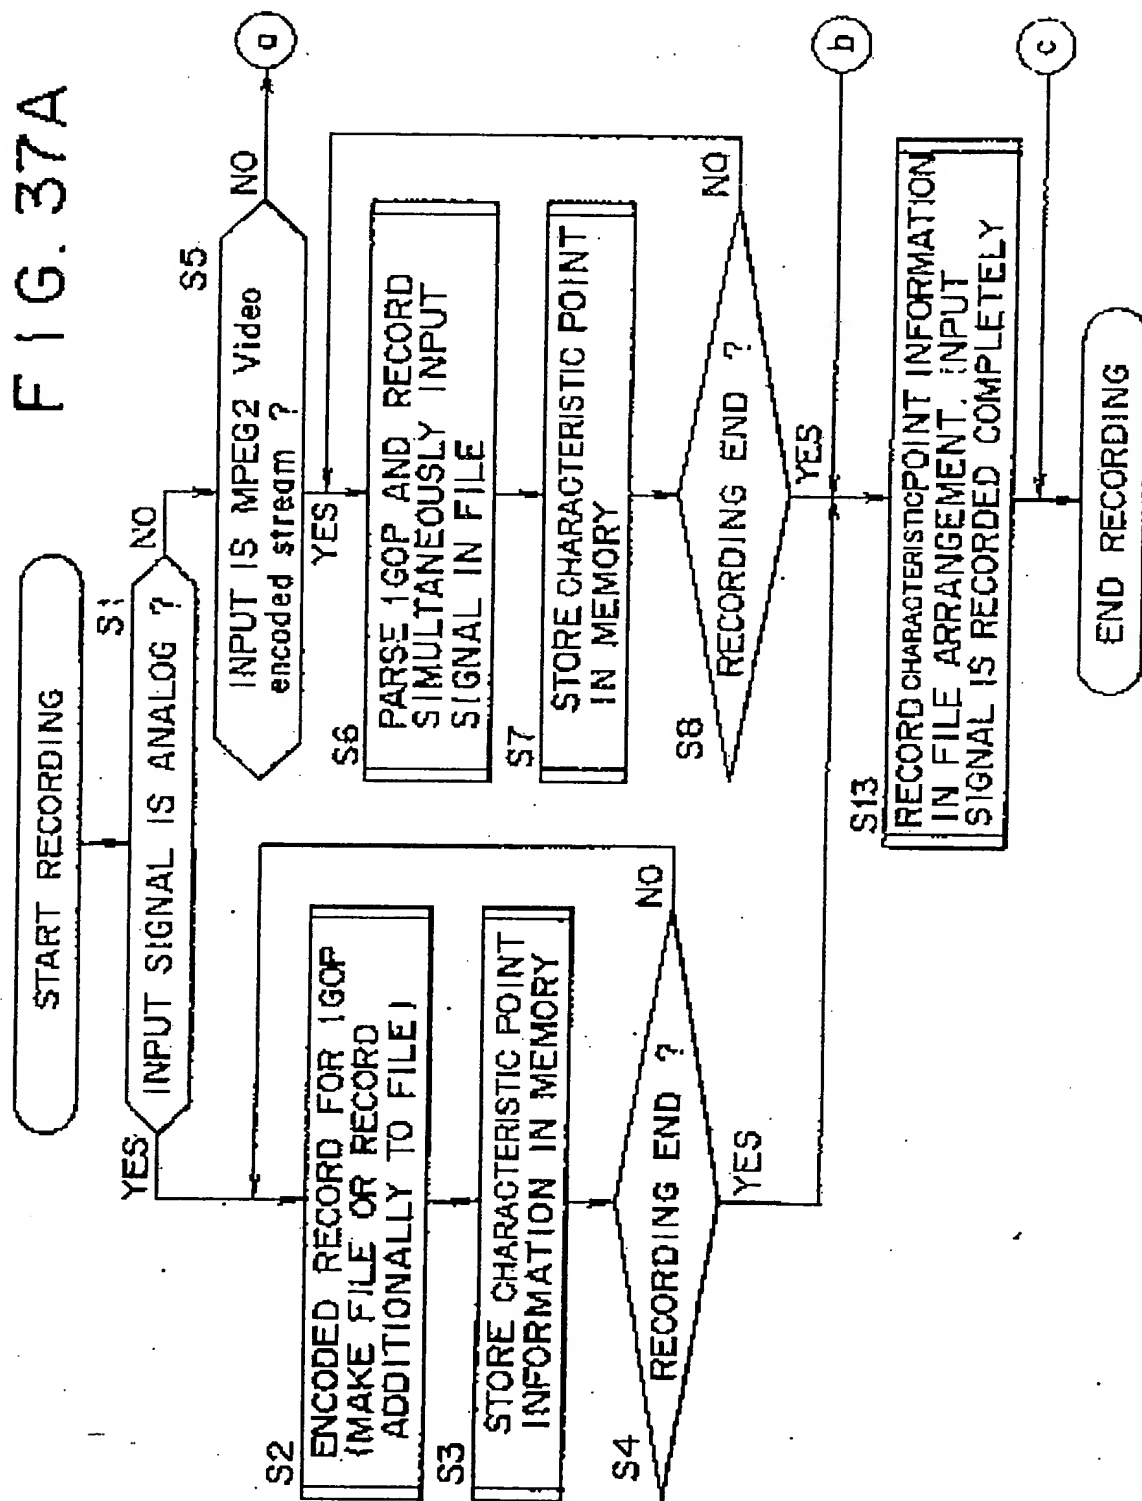 FIG. 37A
START RECORDING
S1
INPUT SIGNAL IS ANALOG ?
YES
NO
S2
ENCODED RECORD FOR 1GOP
(MAKE FILE OR RECORD
ADDITIONALLY TO FILE)
S3
STORE CHARACTERISTIC POINT
INFORMATION IN MEMORY
S4
RECORDING END ?
NO
YES
S5
INPUT IS MPEG2 Video
encoded stream ?
NO
a
YES
S6
PARSE 1GOP AND RECORD
SIMULTANEOUSLY INPUT
SIGNAL IN FILE
S7
STORE CHARACTERISTIC POINT
IN MEMORY
S8
RECORDING END ?
NO
YES
b
S13
RECORD CHARACTERISTIC POINT INFORMATION
IN FILE ARRANGEMENT. INPUT
SIGNAL IS RECORDED COMPLETELY
c
END RECORDING